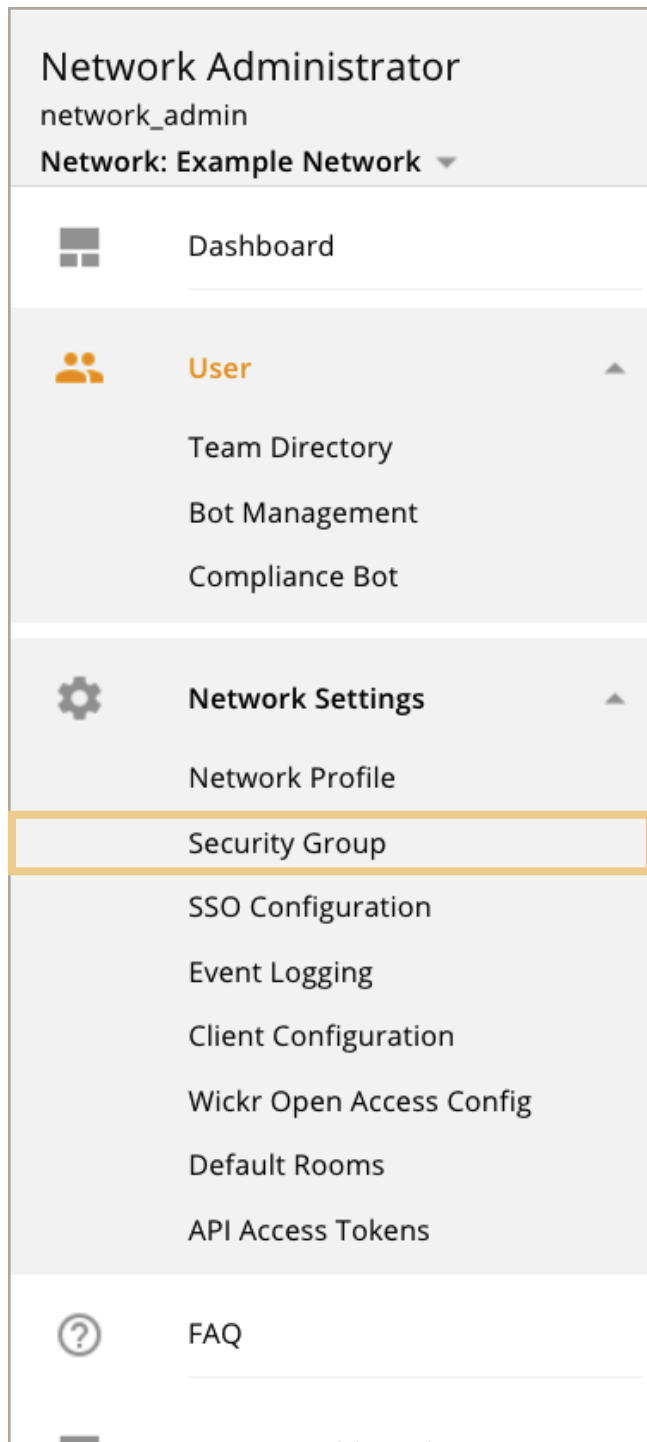 Network Administrator
network_admin
Network: Example Network
Dashboard
User
Team Directory
Bot Management
Compliance Bot
Network Settings
Network Profile
Security Group
SSO Configuration
Event Logging
Client Configuration
Wickr Open Access Config
Default Rooms
API Access Tokens
FAQ